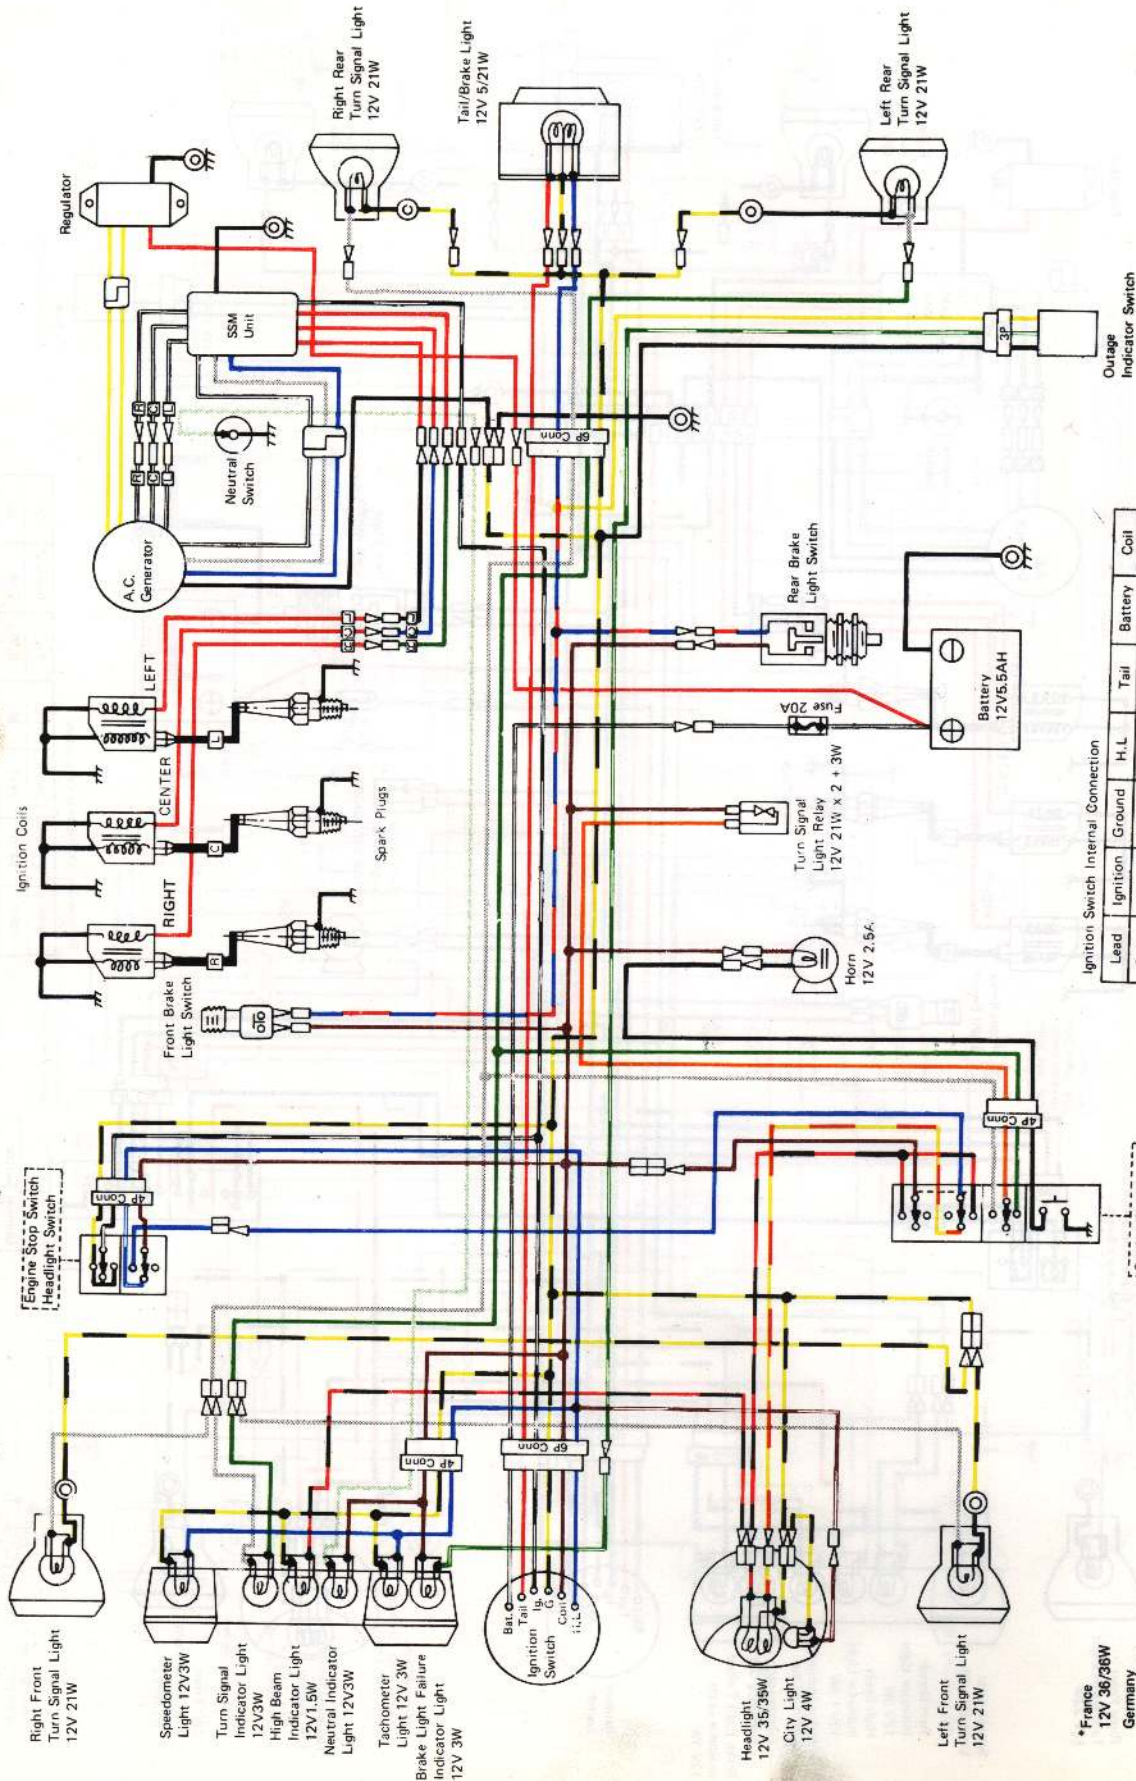 Right Front
Turn Signal Light
12V 21W
Speedometer
Light 12V3W
Turn Signal
Indicator Light
12V3W
High Beam
Indicator Light
12V1.5W
Neutral Indicator
Light 12V3W
Tachometer
Light 12V 3W
Brake Light Failure
Indicator Light
12V 3W
Ignition
Switch
Bat.
Tail
Ig.
G
Coil
H.L
Headlight
12V 35/35W
City Light
12V 4W
Left Front
Turn Signal Light
12V 21W
*France
12V 36/36W
Germany
Engine Stop Switch
Headlight Switch
4P Conn
4P Conn
6P Conn
4P Conn
Front Brake
Light Switch
Ignition Coils
RIGHT
CENTER
LEFT
R
C
L
Spark Plugs
Horn
12V 2.5A
Turn Signal
Light Relay
12V 21W x 2 + 3W
Fuse 20A
Battery
12V5.5AH
Rear Brake
Light Switch
A.C.
Generator
Neutral
Switch
R
C
L
R
C
L
SSM
Unit
Regulator
6P Conn
Right Rear
Turn Signal Light
12V 21W
Tail/Brake Light
12V 5/21W
Left Rear
Turn Signal Light
12V 21W
3P
Outage
Indicator Switch
Ignition Switch Internal Connection
Lead Ignition Ground H.L Tail Battery Coil